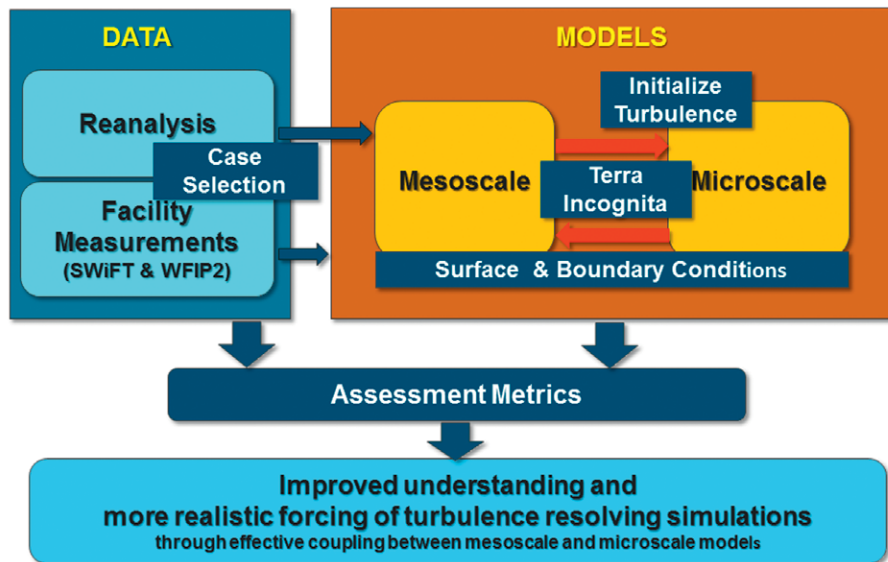 DATA
Reanalysis
Case
Selection
Facility
Measurements
(SWiFT & WFIP2)
MODELS
Initialize
Turbulence
Mesoscale
Terra
Incognita
Microscale
Surface & Boundary Conditions
Assessment Metrics
Improved understanding and
more realistic forcing of turbulence resolving simulations
through effective coupling between mesoscale and microscale models